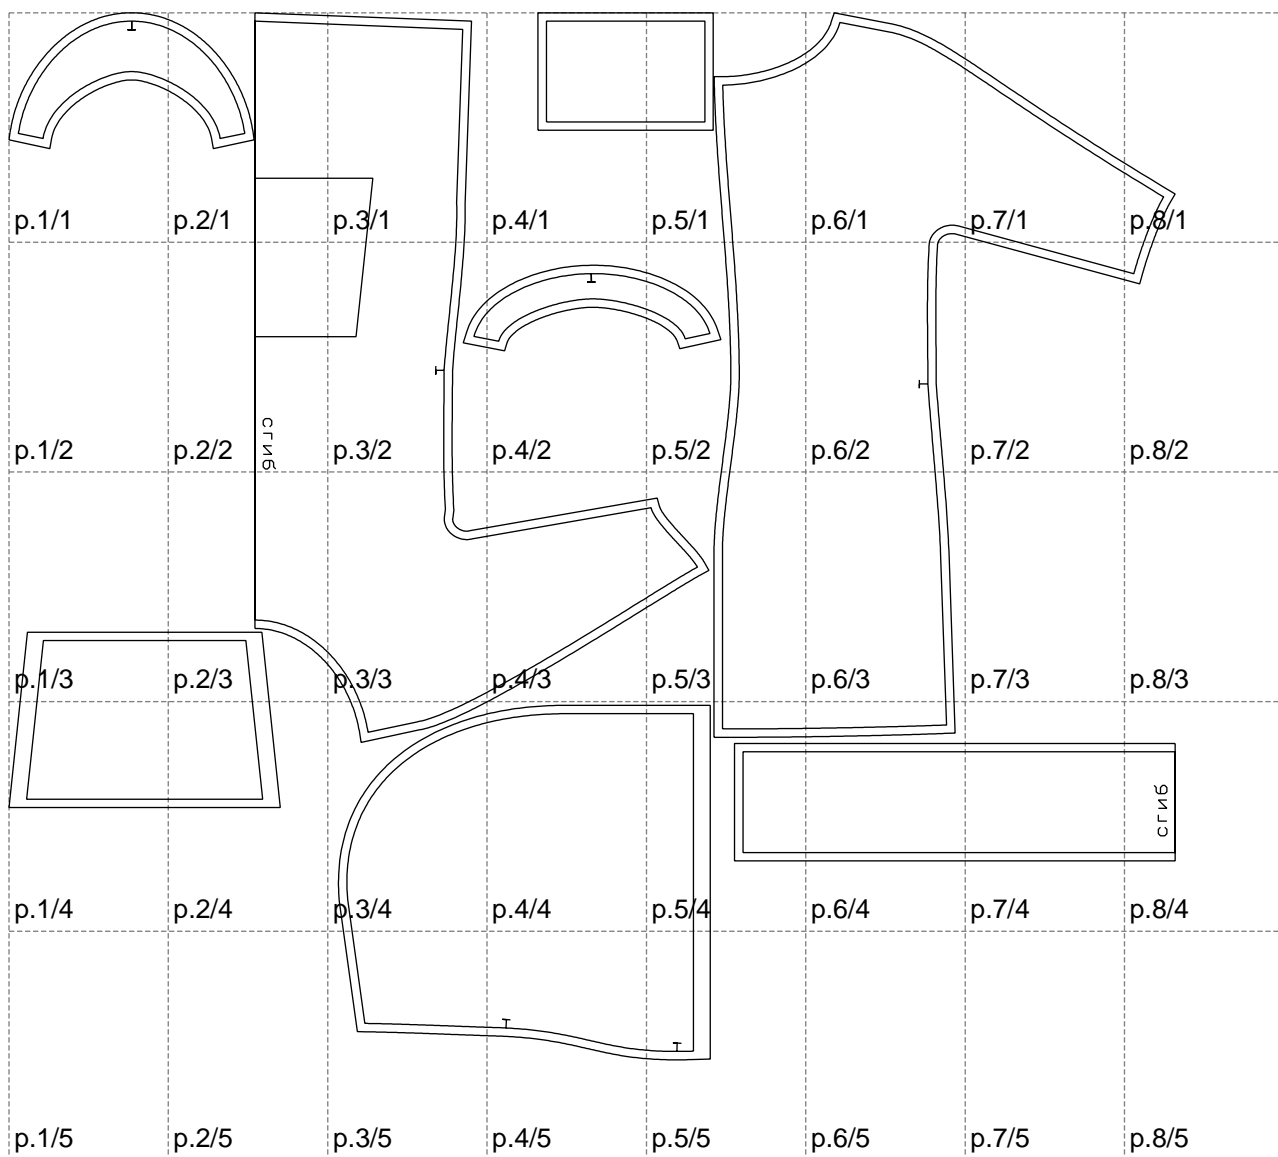 p.1/1 p.2/1 p.3/1 p.4/1 p.5/1 p.6/1 p.7/1 p.8/1
p.1/2 p.2/2 p.3/2 p.4/2 p.5/2 p.6/2 p.7/2 p.8/2
сгиб
p.1/3 p.2/3 p.3/3 p.4/3 p.5/3 p.6/3 p.7/3 p.8/3
сгиб
p.1/4 p.2/4 p.3/4 p.4/4 p.5/4 p.6/4 p.7/4 p.8/4
p.1/5 p.2/5 p.3/5 p.4/5 p.5/5 p.6/5 p.7/5 p.8/5